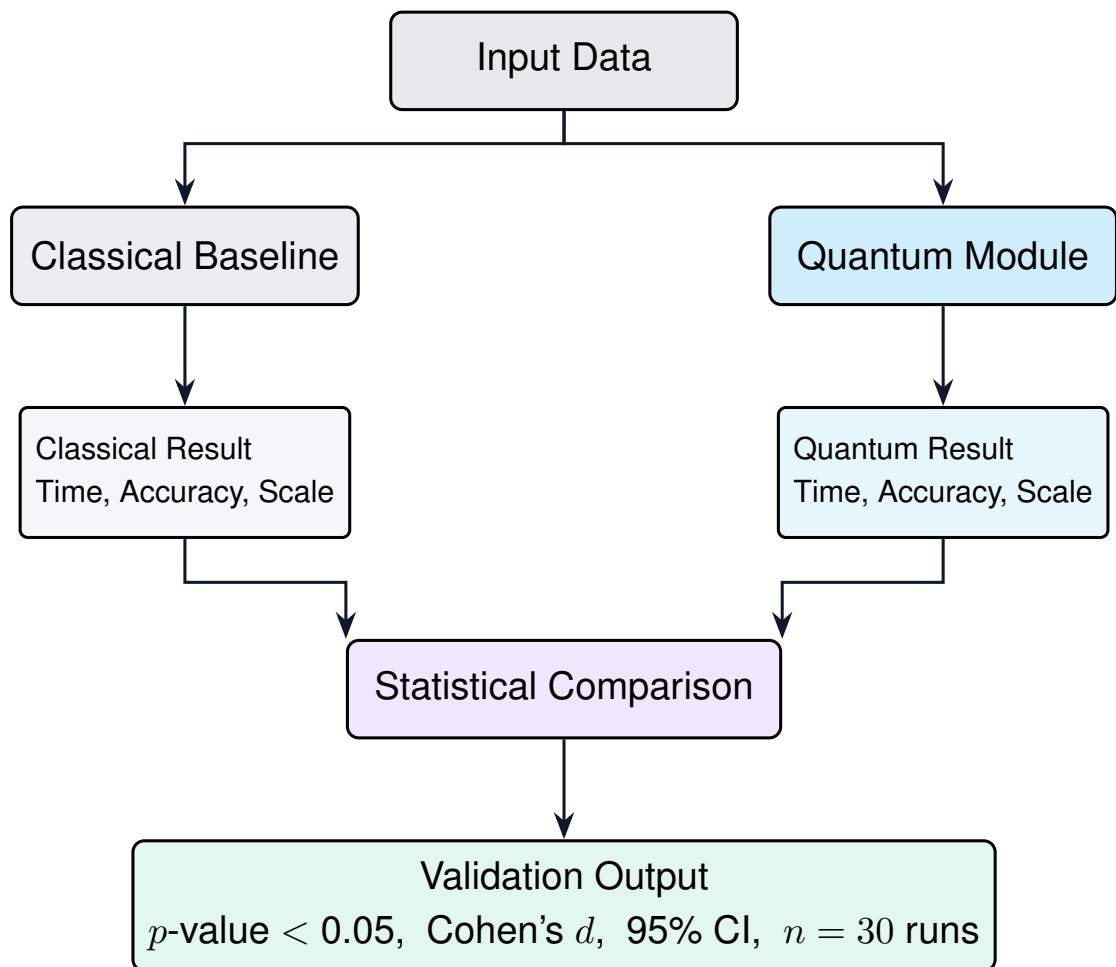 Input Data
Classical Baseline
Quantum Module
Classical Result
Time, Accuracy, Scale
Quantum Result
Time, Accuracy, Scale
Statistical Comparison
Validation Output
p-value < 0.05, Cohen's d, 95% CI, n = 30 runs